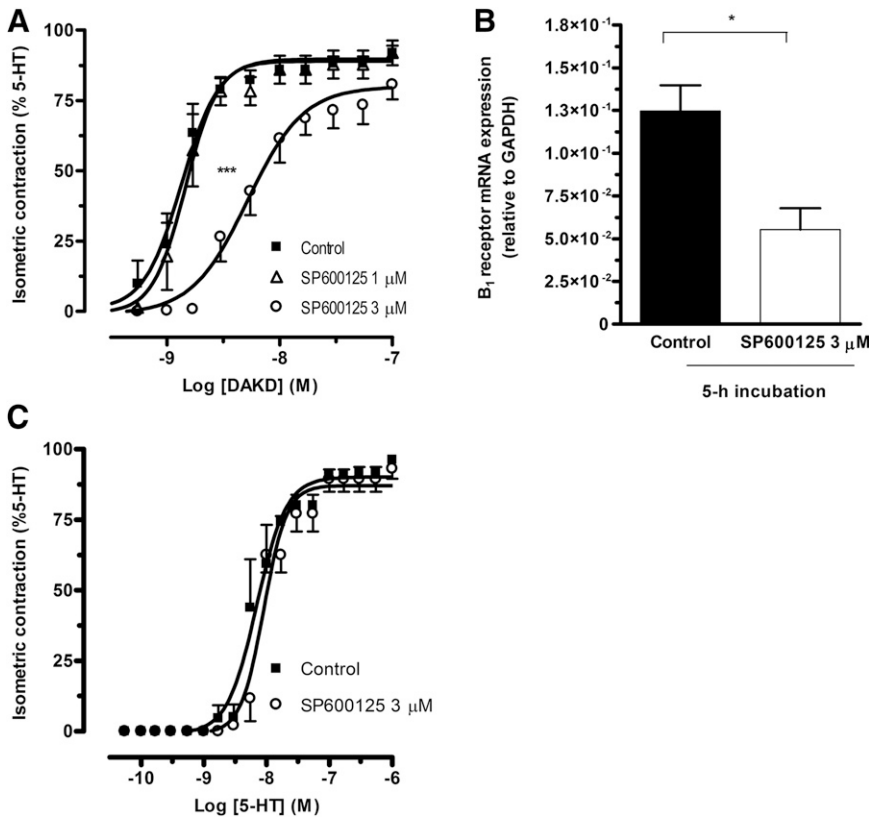 A
Isometric contraction (% 5-HT)
100
75
50
25
0
***
Control
SP600125 1 μM
SP600125 3 μM
-9
-8
-7
Log [DAKD] (M)
B
B₁ receptor mRNA expression
(relative to GAPDH)
1.8×10⁻¹
1.5×10⁻¹
1.3×10⁻¹
1.0×10⁻¹
7.5×10⁻²
5.0×10⁻²
2.5×10⁻²
0
*
Control
SP600125 3 μM
5-h incubation
C
Isometric contraction (%5-HT)
100
75
50
25
0
Control
SP600125 3 μM
-10
-9
-8
-7
-6
Log [5-HT] (M)